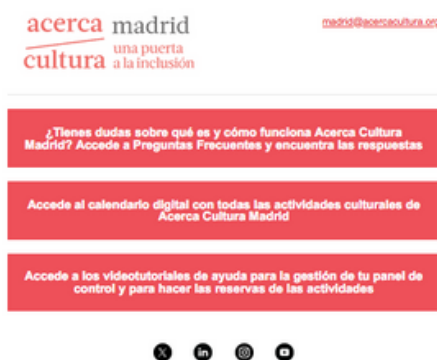 acerca madrid
cultura una puerta
a la inclusión
madrid@acercacultura.org
¿Tienes dudas sobre qué es y cómo funciona Acerca Cultura
Madrid? Accede a Preguntas Frecuentes y encuentra las respuestas
Accede al calendario digital con todas las actividades culturales de
Acerca Cultura Madrid
Accede a los videotutoriales de ayuda para la gestión de tu panel de
control y para hacer las reservas de las actividades